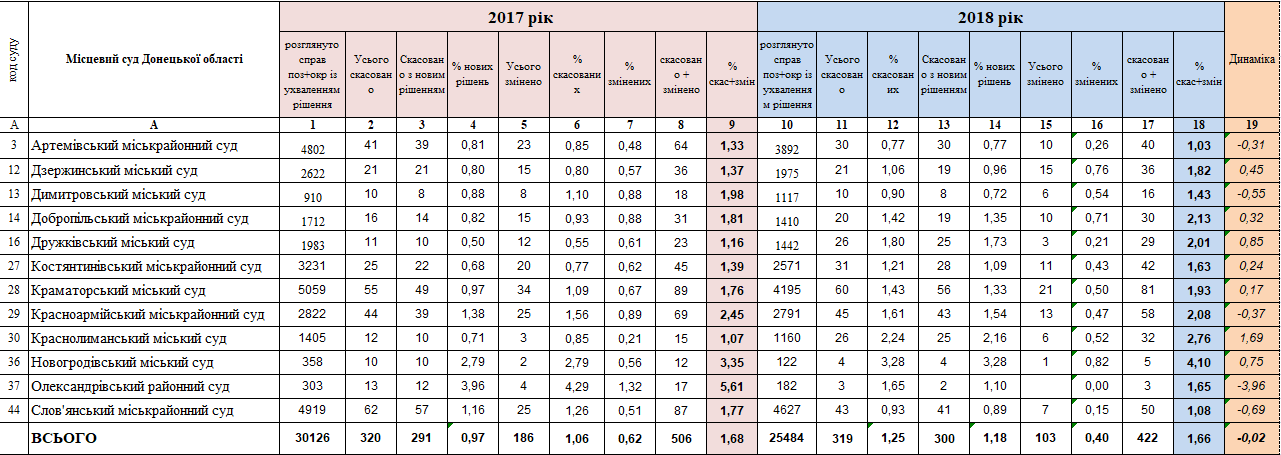 2017 рік 2018 рік
код суду Місцевий суд Донецької області розглянуто справ поз+окр із ухваленням рішення Усього скасовано Скасовано з новим рішенням % нових рішень Усього змінено % скасованих % змінених скасовано + змінено % скас+змін розглянуто справ поз+окр із ухваленням рішення Усього скасовано % скасованих Скасовано з новим рішенням % нових рішень Усього змінено % змінених скасовано + змінено % скас+змін Динаміка
А А 1 2 3 4 5 6 7 8 9 10 11 12 13 14 15 16 17 18 19
3 Артемівський міськрайонний суд 4802 41 39 0,81 23 0,85 0,48 64 1,33 3892 30 0,77 30 0,77 10 0,26 40 1,03 -0,31
12 Дзержинський міський суд 2622 21 21 0,80 15 0,80 0,57 36 1,37 1975 21 1,06 19 0,96 15 0,76 36 1,82 0,45
13 Димитровський міський суд 910 10 8 0,88 8 1,10 0,88 18 1,98 1117 10 0,90 8 0,72 6 0,54 16 1,43 -0,55
14 Добропільський міськрайонний суд 1712 16 14 0,82 15 0,93 0,88 31 1,81 1410 20 1,42 19 1,35 10 0,71 30 2,13 0,32
16 Дружківський міський суд 1983 11 10 0,50 12 0,55 0,61 23 1,16 1442 26 1,80 25 1,73 3 0,21 29 2,01 0,85
27 Костянтинівський міськрайонний суд 3231 25 22 0,68 20 0,77 0,62 45 1,39 2571 31 1,21 28 1,09 11 0,43 42 1,63 0,24
28 Краматорський міський суд 5059 55 49 0,97 34 1,09 0,67 89 1,76 4195 60 1,43 56 1,33 21 0,50 81 1,93 0,17
29 Красноармійський міськрайонний суд 2822 44 39 1,38 25 1,56 0,89 69 2,45 2791 45 1,61 43 1,54 13 0,47 58 2,08 -0,37
30 Краснолиманський міський суд 1405 12 10 0,71 3 0,85 0,21 15 1,07 1160 26 2,24 25 2,16 6 0,52 32 2,76 1,69
36 Новогродівський міський суд 358 10 10 2,79 2 2,79 0,56 12 3,35 122 4 3,28 4 3,28 1 0,82 5 4,10 0,75
37 Олександрівський районний суд 303 13 12 3,96 4 4,29 1,32 17 5,61 182 3 1,65 2 1,10 0,00 3 1,65 -3,96
44 Слов'янський міськрайонний суд 4919 62 57 1,16 25 1,26 0,51 87 1,77 4627 43 0,93 41 0,89 7 0,15 50 1,08 -0,69
ВСЬОГО 30126 320 291 0,97 186 1,06 0,62 506 1,68 25484 319 1,25 300 1,18 103 0,40 422 1,66 -0,02